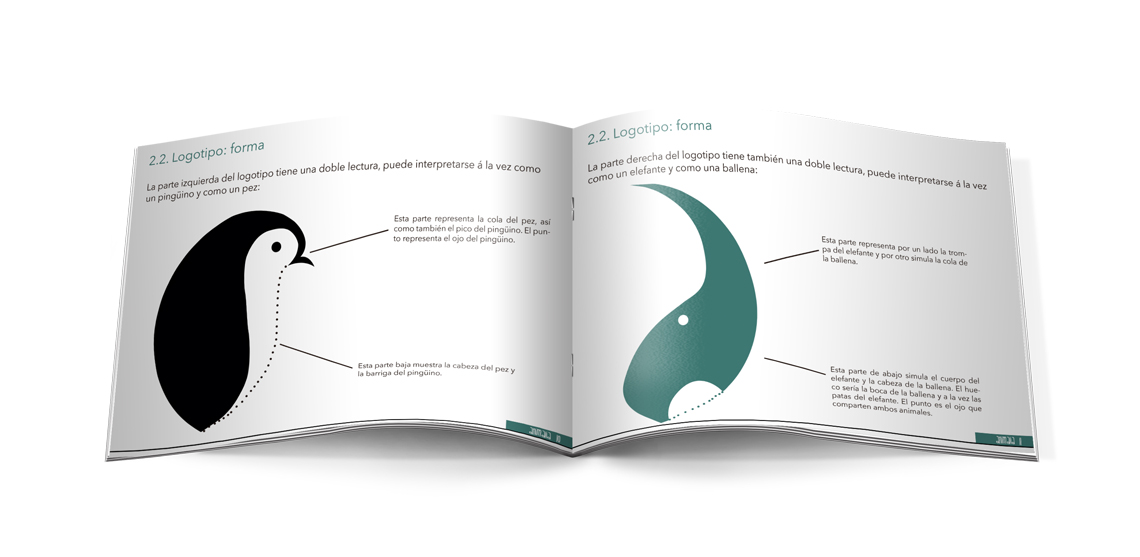 2.2. Logotipo: forma
La parte izquierda del logotipo tiene una doble lectura, puede interpretarse á la vez como
un pingüino y como un pez:
Esta parte representa la cola del pez, así
como también el pico del pingüino. El pun-
to representa el ojo del pingüino.
Esta parte baja muestra la cabeza del pez y
la barriga del pingüino.
2.2. Logotipo: forma
La parte derecha del logotipo tiene también una doble lectura, puede interpretarse á la vez
como un elefante y como una ballena:
Esta parte representa por un lado la trom-
pa del elefante y por otro simula la cola de
la ballena.
Esta parte de abajo simula el cuerpo del
elefante y la cabeza de la ballena. El hue-
co sería la boca de la ballena y a la vez las
patas del elefante. El punto es el ojo que
comparten ambos animales.